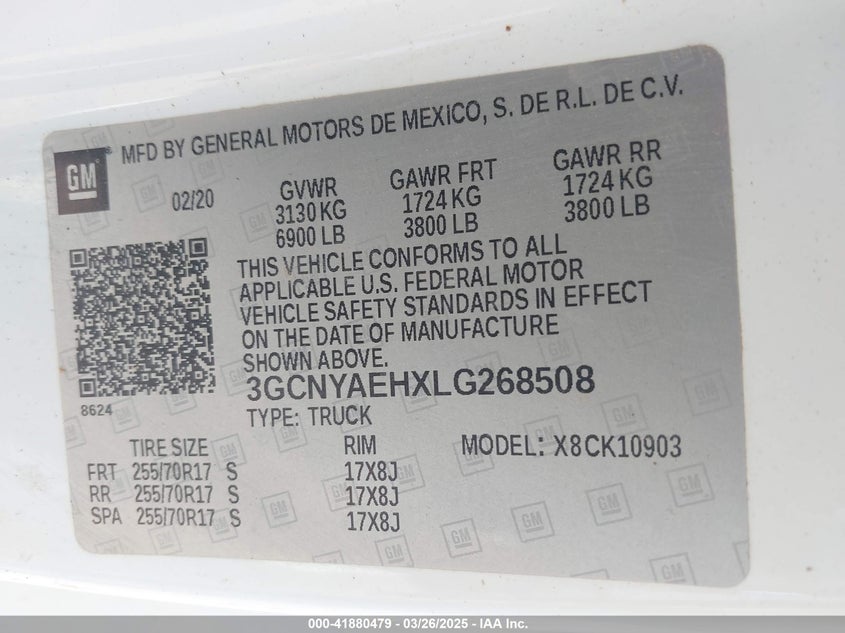 MFD BY GENERAL MOTORS DE MEXICO, S. DE R.L. DE C.V.
GM
02/20
GVWR GAWR FRT GAWR RR
3130 KG 1724 KG 1724 KG
6900 LB 3800 LB 3800 LB
THIS VEHICLE CONFORMS TO ALL
APPLICABLE U.S. FEDERAL MOTOR
VEHICLE SAFETY STANDARDS IN EFFECT
ON THE DATE OF MANUFACTURE
SHOWN ABOVE.
3GCNYAEHXLG268508
8624
TYPE: TRUCK
TIRE SIZE RIM MODEL: X8CK10903
FRT 255/70R17 S 17X8J
RR 255/70R17 S 17X8J
SPA 255/70R17 S 17X8J
000-41880479 — 03/26/2025 — IAA Inc.